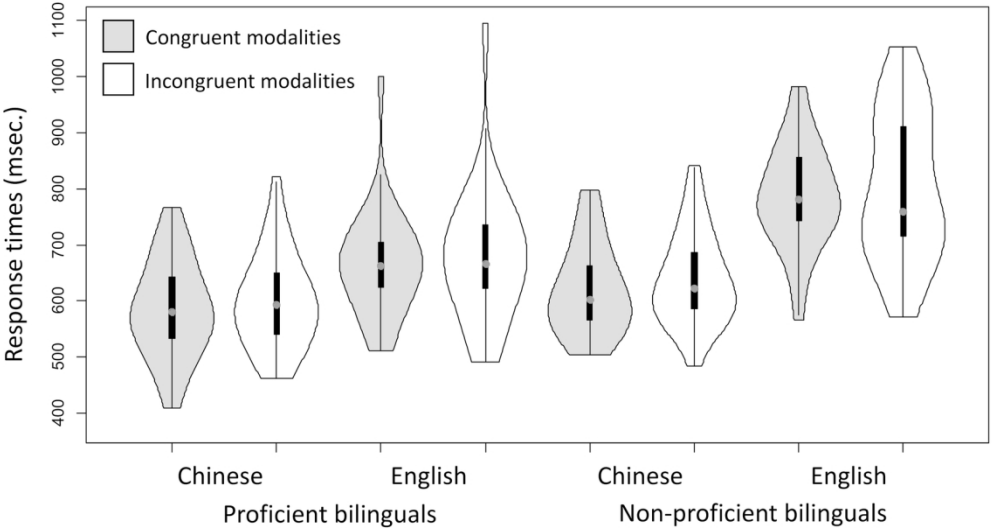 1100
1000
900
800
700
600
500
400
Response times (msec.)
Congruent modalities
Incongruent modalities
Chinese English Chinese English
Proficient bilinguals Non-proficient bilinguals